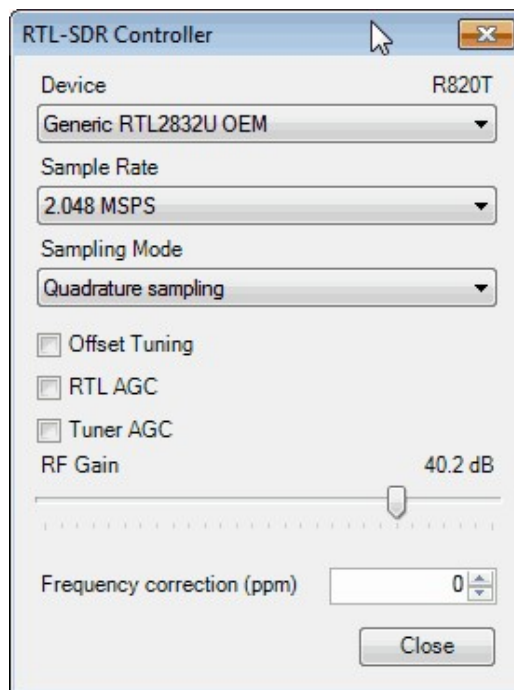 RTL-SDR Controller
Device R820T
Generic RTL2832U OEM
Sample Rate
2.048 MSPS
Sampling Mode
Quadrature sampling
Offset Tuning
RTL AGC
Tuner AGC
RF Gain 40.2 dB
Frequency correction (ppm) 0
Close